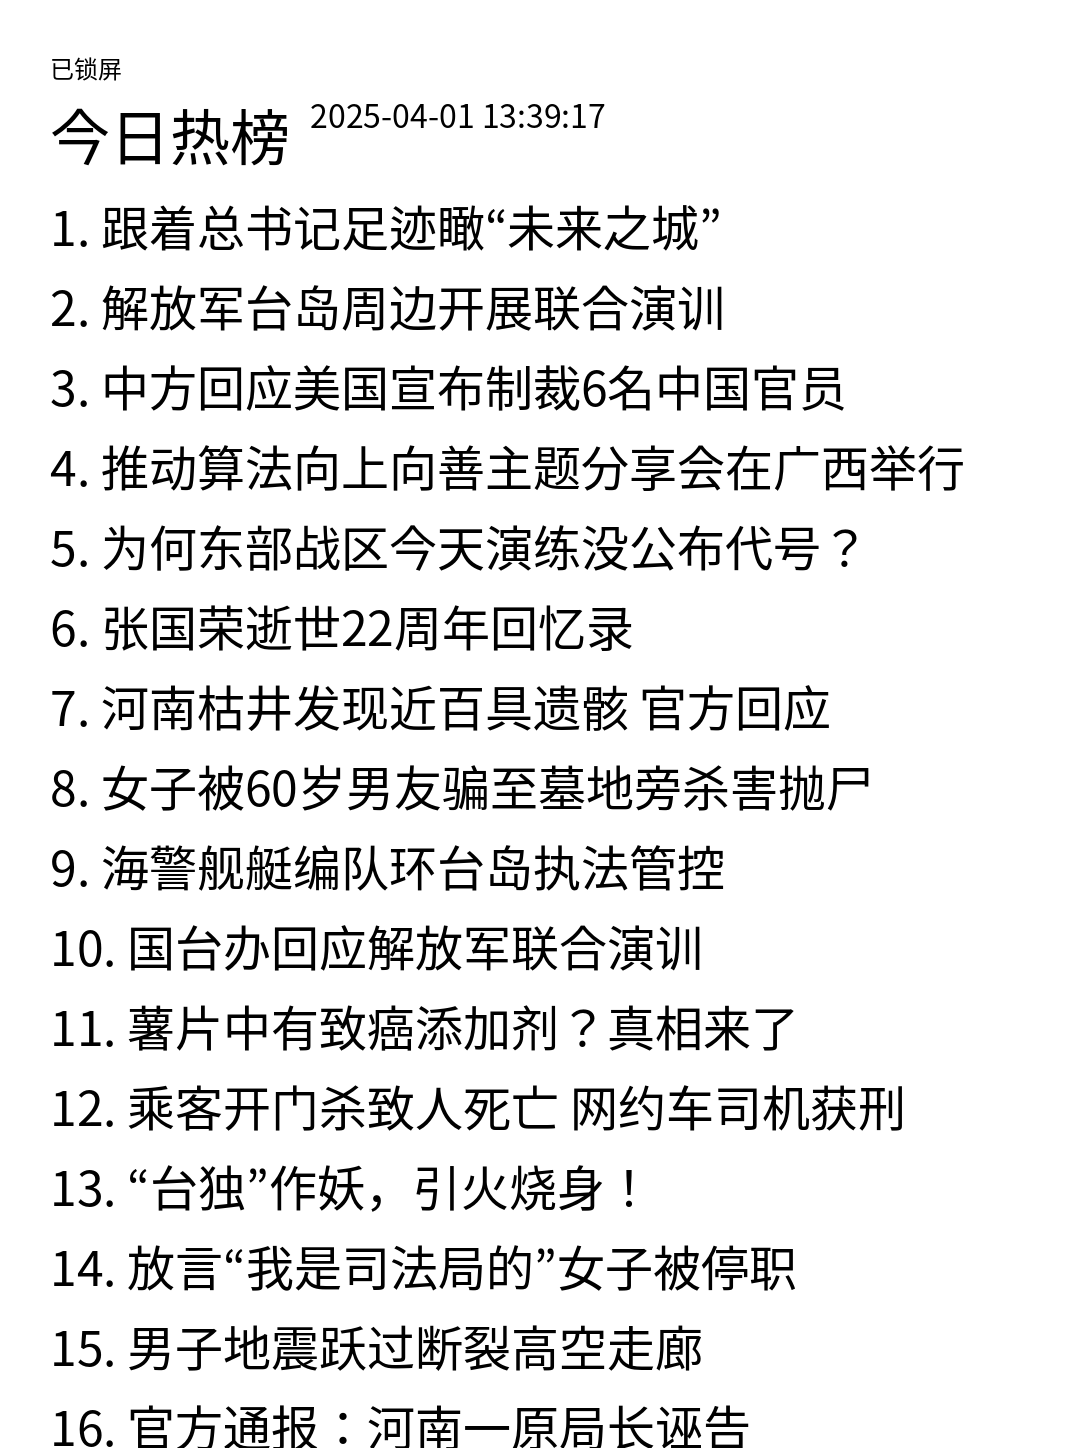 已锁屏
今日热榜 2025-04-01 13:39:17
1. 跟着总书记足迹瞰“未来之城”
2. 解放军台岛周边开展联合演训
3. 中方回应美国宣布制裁6名中国官员
4. 推动算法向上向善主题分享会在广西举行
5. 为何东部战区今天演练没公布代号？
6. 张国荣逝世22周年回忆录
7. 河南枯井发现近百具遗骸 官方回应
8. 女子被60岁男友骗至墓地旁杀害抛尸
9. 海警舰艇编队环台岛执法管控
10. 国台办回应解放军联合演训
11. 薯片中有致癌添加剂？真相来了
12. 乘客开门杀致人死亡 网约车司机获刑
13. “台独”作妖，引火烧身！
14. 放言“我是司法局的”女子被停职
15. 男子地震跃过断裂高空走廊
16. 官方通报：河南一原局长诬告